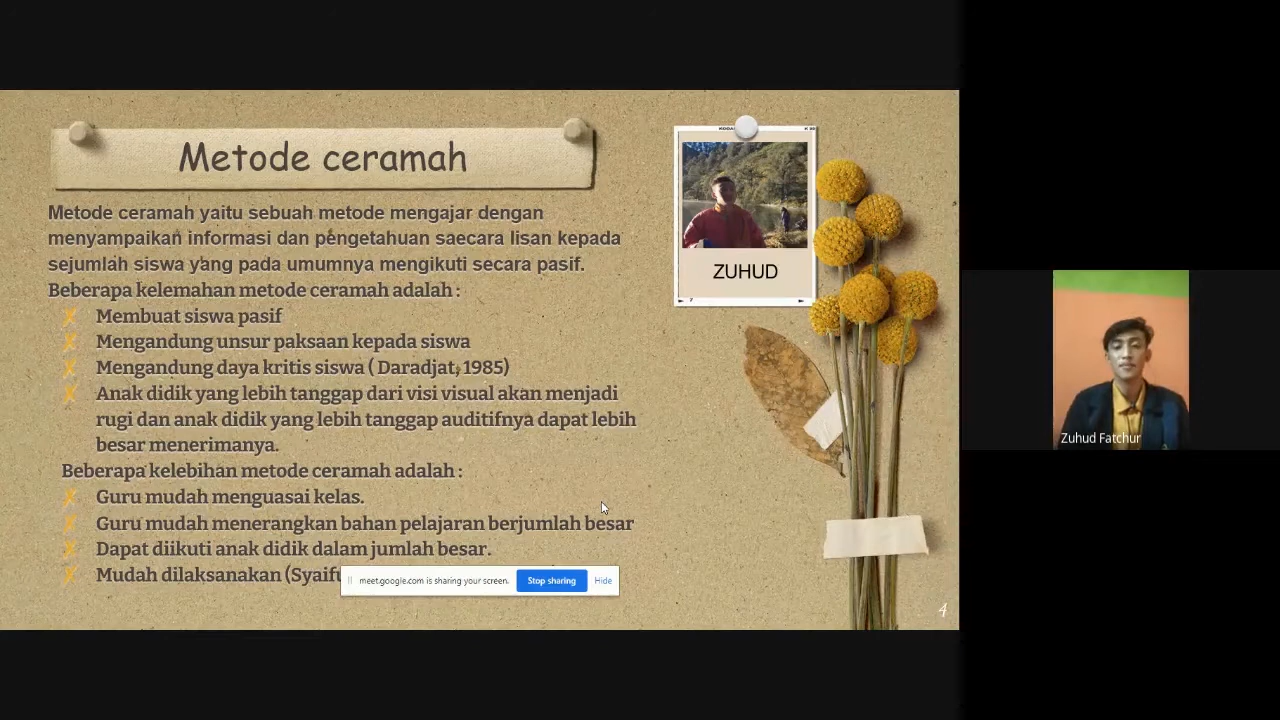 Metode ceramah
Metode ceramah yaitu sebuah metode mengajar dengan
menyampaikan informasi dan pengetahuan saecara lisan kepada
sejumlah siswa yang pada umumnya mengikuti secara pasif.
Beberapa kelemahan metode ceramah adalah :
Membuat siswa pasif
Mengandung unsur paksaan kepada siswa
Mengandung daya kritis siswa ( Daradjat, 1985)
Anak didik yang lebih tanggap dari visi visual akan menjadi
rugi dan anak didik yang lebih tanggap auditifnya dapat lebih
besar menerimanya.
Beberapa kelebihan metode ceramah adalah :
Guru mudah menguasai kelas.
Guru mudah menerangkan bahan pelajaran berjumlah besar
Dapat diikuti anak didik dalam jumlah besar.
Mudah dilaksanakan
meet.google.com is sharing your screen.
Stop sharing
Hide
ZUHUD
4
Zuhud Fatchur